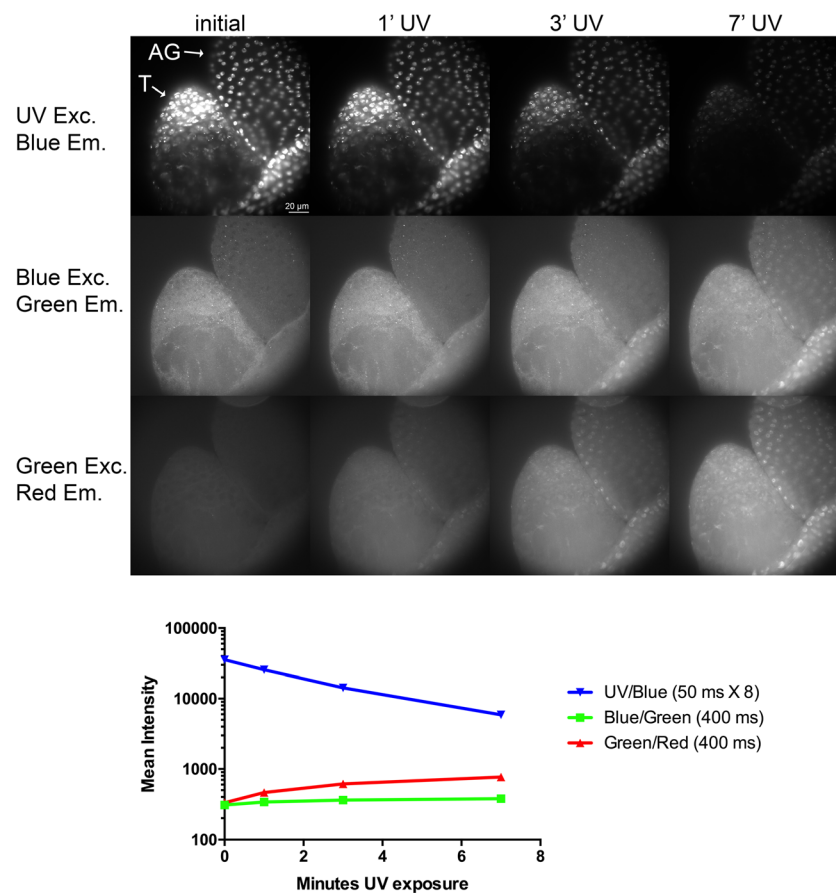 initial 1’ UV 3’ UV 7’ UV
AG
T
UV Exc.
Blue Em.
20 µm
Blue Exc.
Green Em.
Green Exc.
Red Em.
100000
10000
1000
100
Mean Intensity
0 2 4 6 8
Minutes UV exposure
UV/Blue (50 ms X 8)
Blue/Green (400 ms)
Green/Red (400 ms)